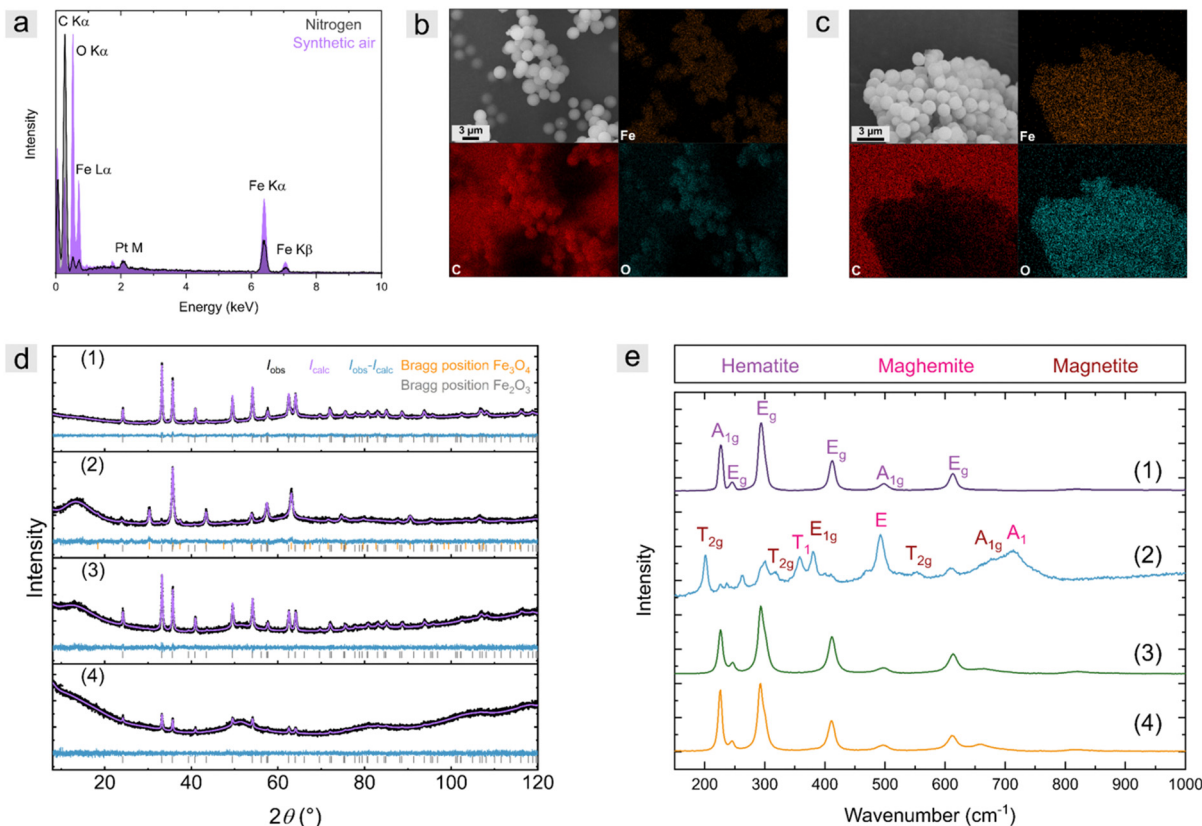 a
Nitrogen
Synthetic air
C Kα
O Kα
Fe Lα
Pt M
Fe Kα
Fe Kβ
Intensity
0 2 4 6 8 10
Energy (keV)
b
3 µm
Fe
C
O
c
3 µm
Fe
C
O
d
(1)
I_obs I_calc I_obs-I_calc Bragg position Fe₃O₄
Bragg position Fe₂O₃
(2)
(3)
(4)
Intensity
20 40 60 80 100 120
2θ (°)
e
Hematite Maghemite Magnetite
A₁g
Eg
Eg
Eg
A₁g
Eg
(1)
T₂g
T₂g
T₁
E₁g
E
T₂g
A₁g
A₁
(2)
(3)
(4)
Intensity
200 300 400 500 600 700 800 900 1000
Wavenumber (cm⁻¹)